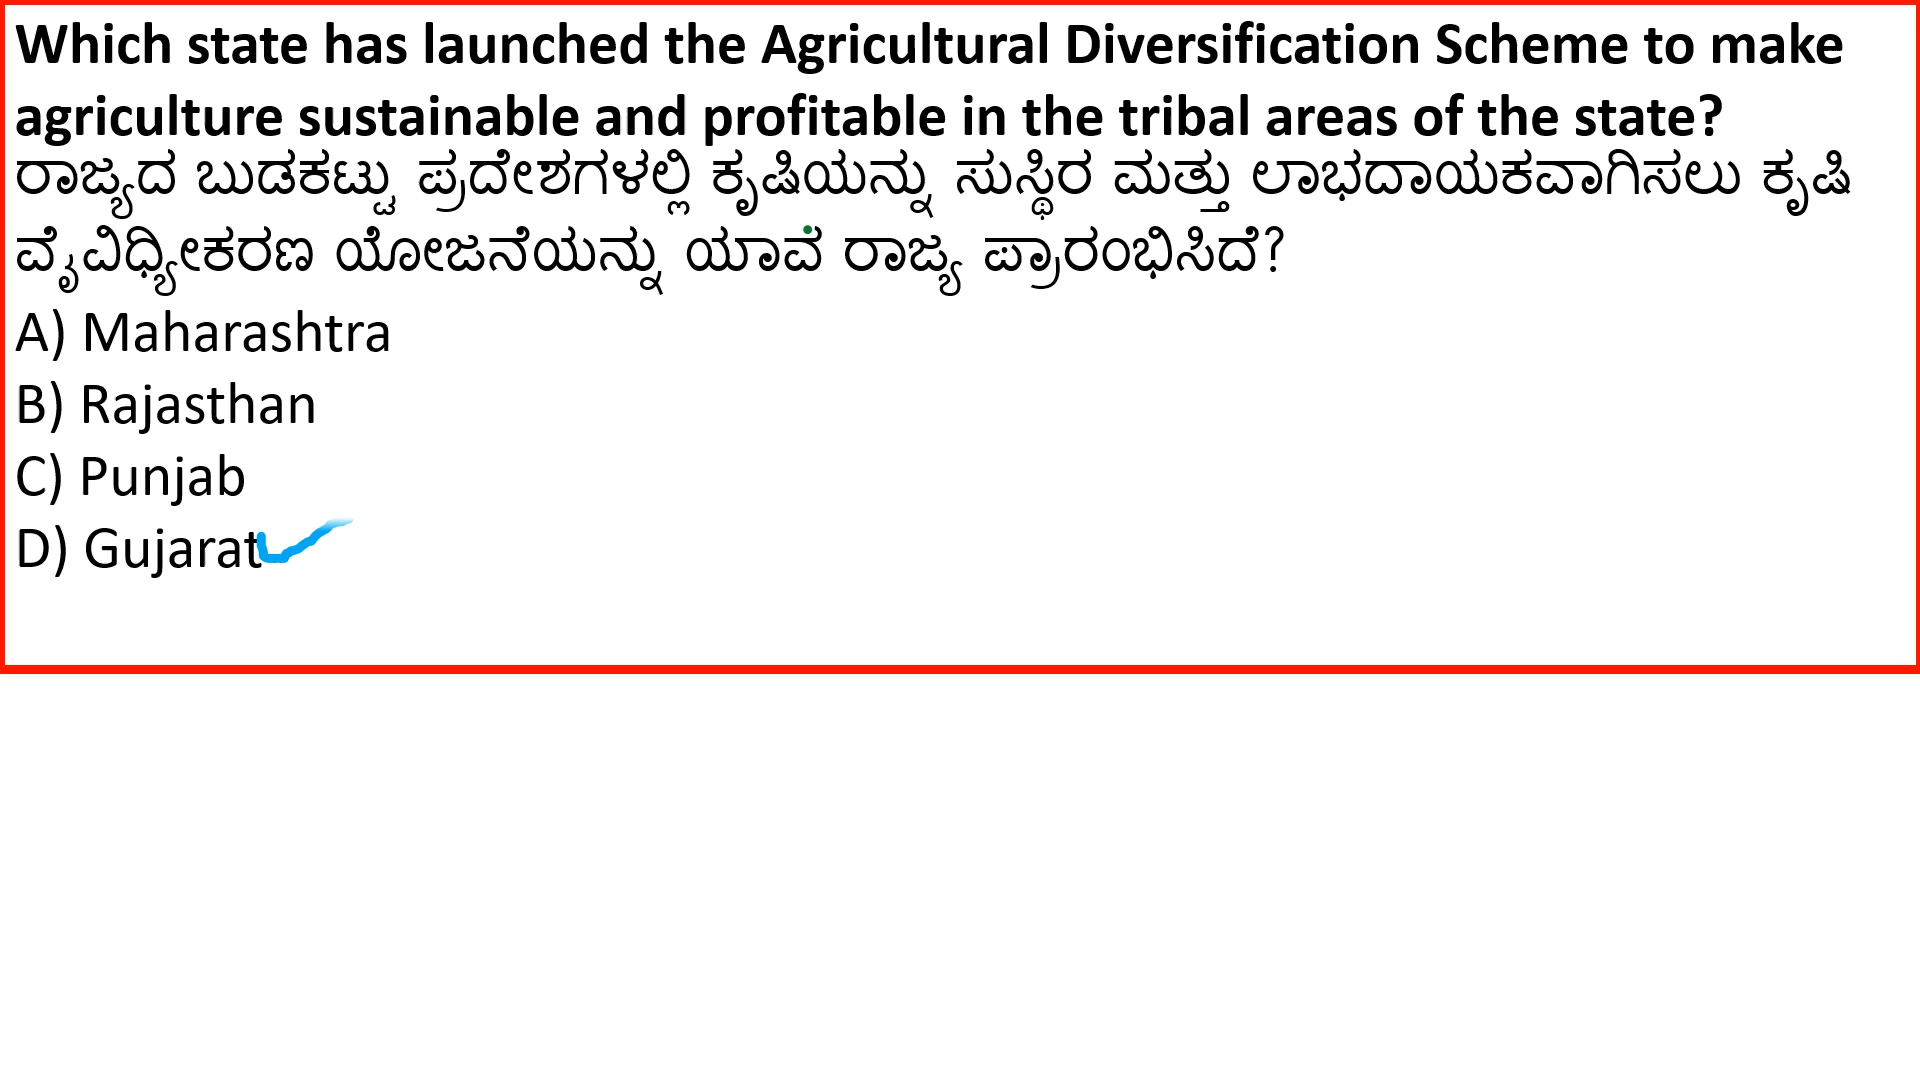 Which state has launched the Agricultural Diversification Scheme to make
agriculture sustainable and profitable in the tribal areas of the state?
ರಾಜ್ಯದ ಬುಡಕಟ್ಟು ಪ್ರದೇಶಗಳಲ್ಲಿ ಕೃಷಿಯನ್ನು ಸುಸ್ಥಿರ ಮತ್ತು ಲಾಭದಾಯಕವಾಗಿಸಲು ಕೃಷಿ
ವೈವಿಧ್ಯೀಕರಣ ಯೋಜನೆಯನ್ನು ಯಾವ ರಾಜ್ಯ ಪ್ರಾರಂಭಿಸಿದೆ?
A) Maharashtra
B) Rajasthan
C) Punjab
D) Gujarat